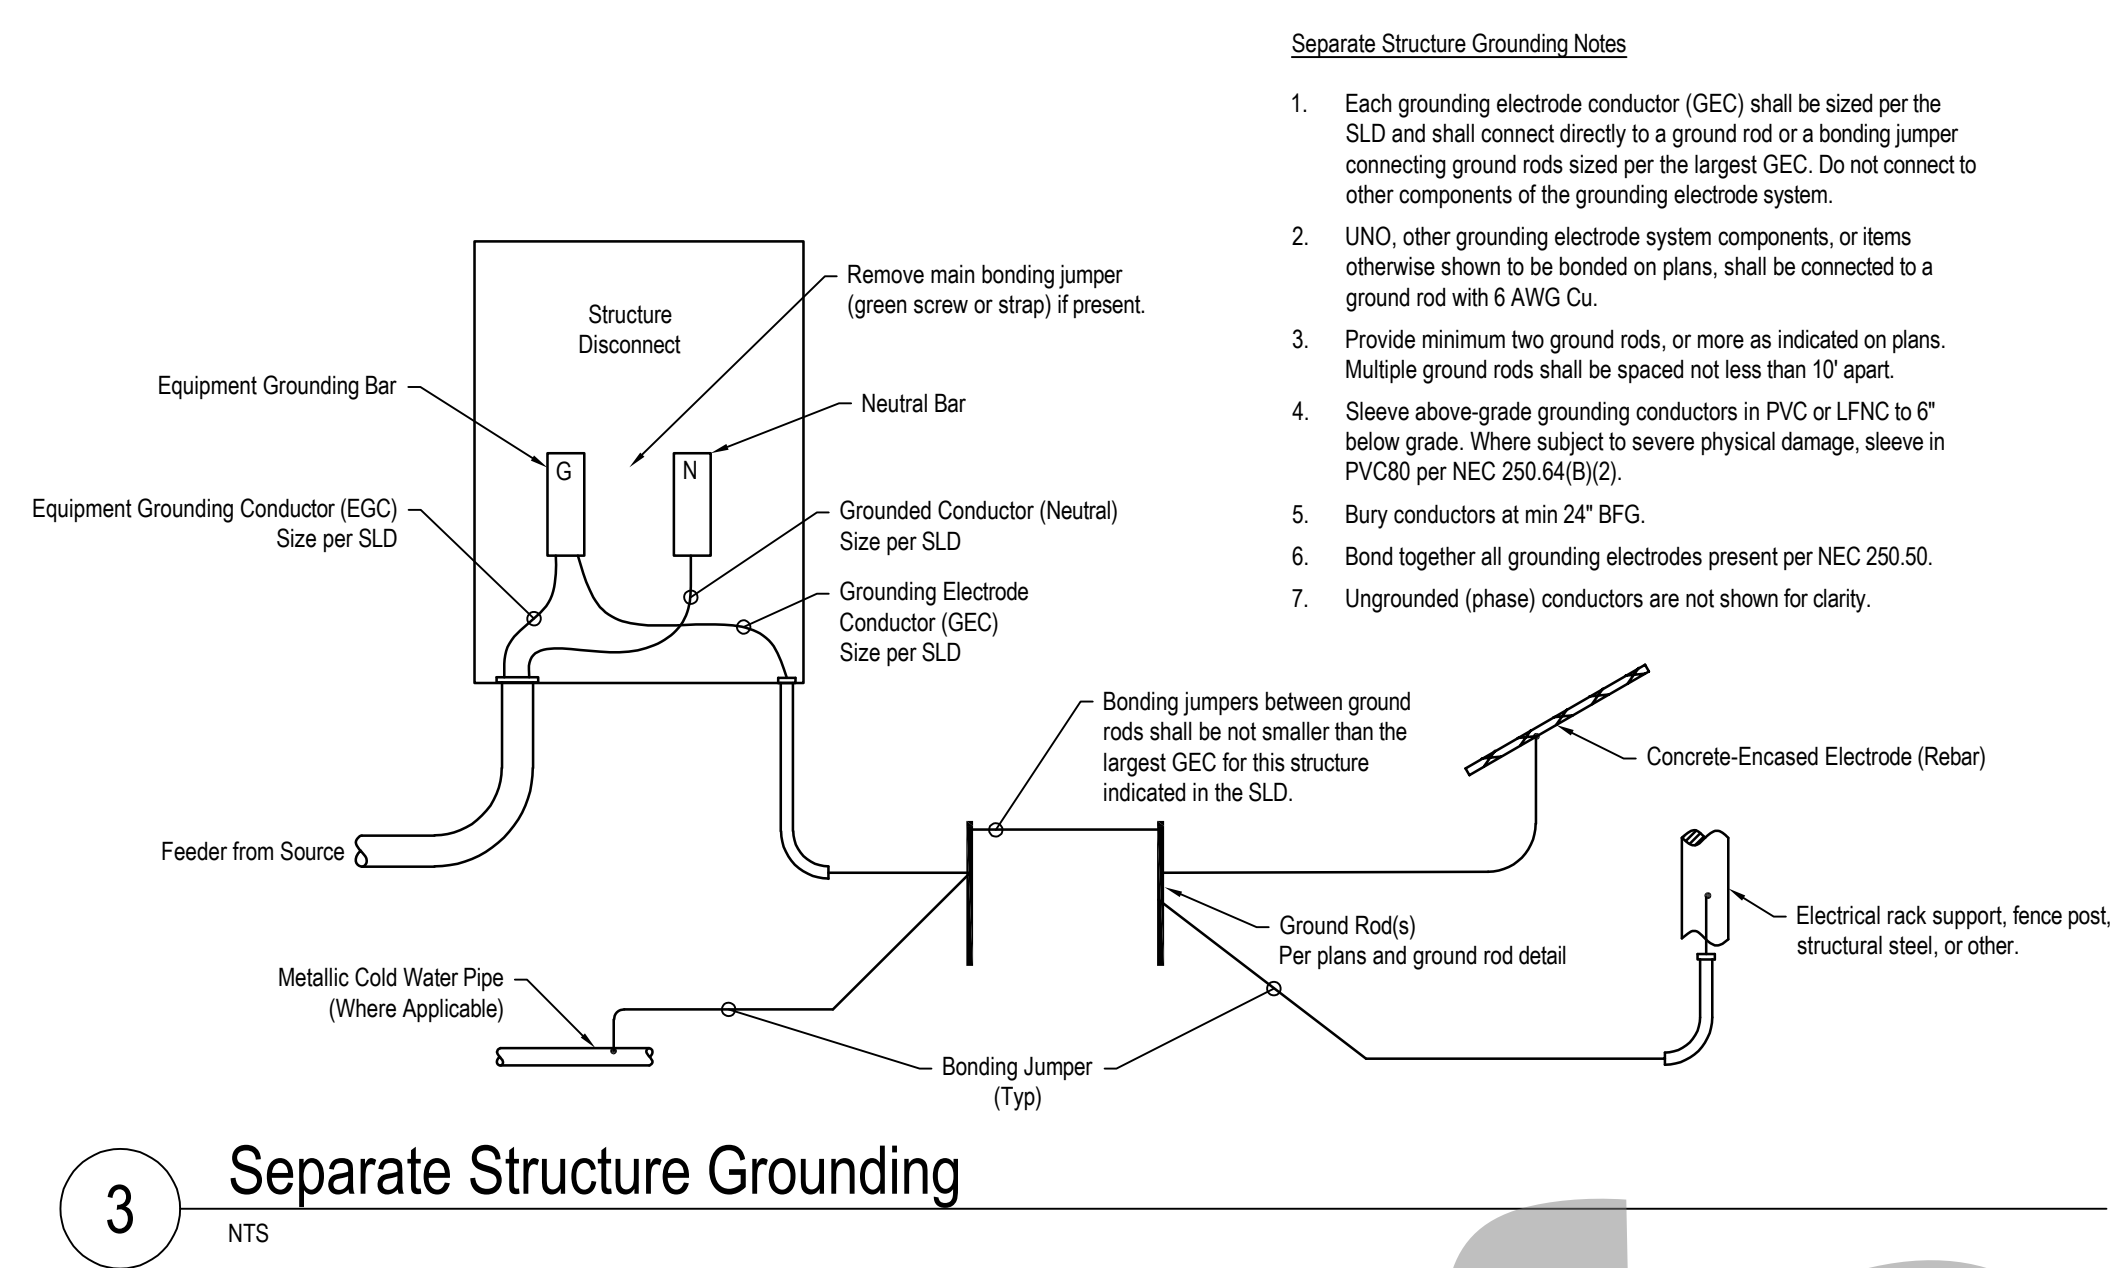 Separate Structure Grounding Notes
1. Each grounding electrode conductor (GEC) shall be sized per the
SLD and shall connect directly to a ground rod or a bonding jumper
connecting ground rods sized per the largest GEC. Do not connect to
other components of the grounding electrode system.
2. UNO, other grounding electrode system components, or items
otherwise shown to be bonded on plans, shall be connected to a
ground rod with 6 AWG Cu.
3. Provide minimum two ground rods, or more as indicated on plans.
Multiple ground rods shall be spaced not less than 10' apart.
4. Sleeve above-grade grounding conductors in PVC or LFNC to 6"
below grade. Where subject to severe physical damage, sleeve in
PVC80 per NEC 250.64(B)(2).
5. Bury conductors at min 24" BFG.
6. Bond together all grounding electrodes present per NEC 250.50.
7. Ungrounded (phase) conductors are not shown for clarity.
Remove main bonding jumper
(green screw or strap) if present.
Structure
Disconnect
Equipment Grounding Bar
Neutral Bar
G
N
Equipment Grounding Conductor (EGC)
Size per SLD
Grounded Conductor (Neutral)
Size per SLD
Grounding Electrode
Conductor (GEC)
Size per SLD
Bonding jumpers between ground
rods shall be not smaller than the
largest GEC for this structure
indicated in the SLD.
Concrete-Encased Electrode (Rebar)
Feeder from Source
Ground Rod(s)
Per plans and ground rod detail
Electrical rack support, fence post,
structural steel, or other.
Metallic Cold Water Pipe
(Where Applicable)
Bonding Jumper
(Typ)
3
Separate Structure Grounding
NTS